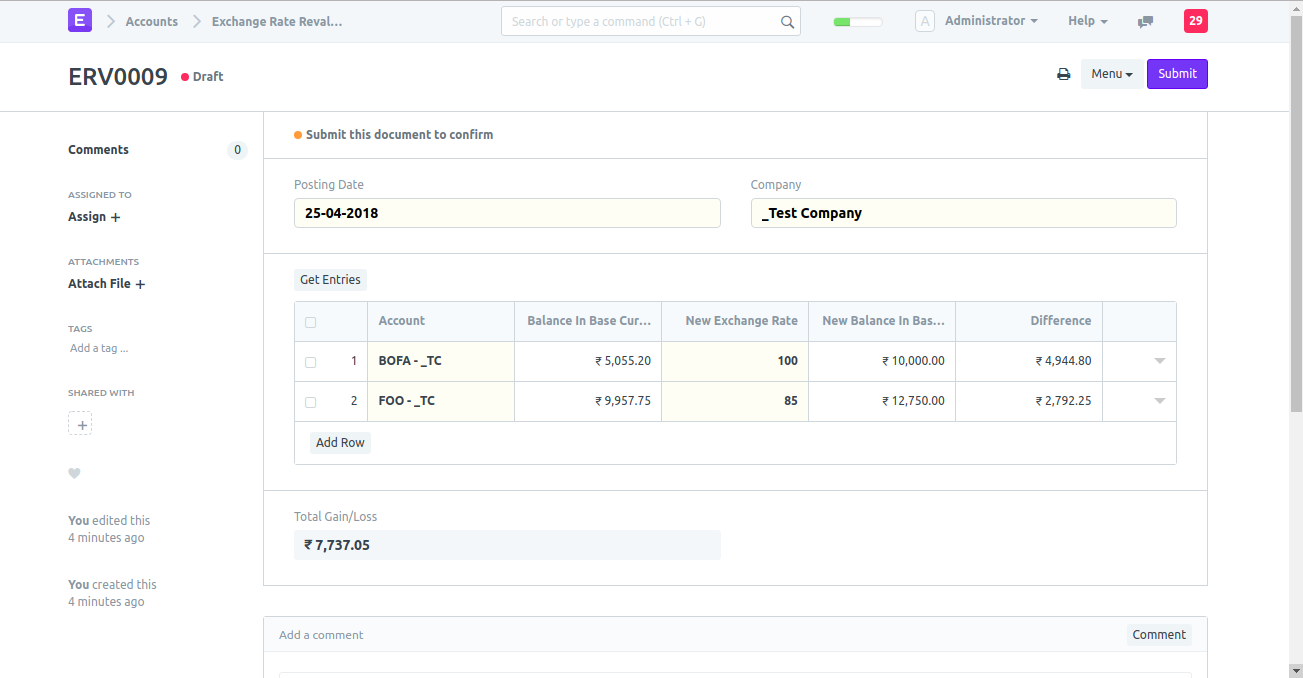 E Accounts Exchange Rate Reval... Search or type a command (Ctrl + G) A Administrator Help 29
ERV0009 Draft Menu Submit
Submit this document to confirm
Comments 0
ASSIGNED TO
Assign +
ATTACHMENTS
Attach File +
TAGS
Add a tag ...
SHARED WITH
+
You edited this
4 minutes ago
You created this
4 minutes ago
Posting Date Company
25-04-2018 _Test Company
Get Entries
Account Balance In Base Cur... New Exchange Rate New Balance In Bas... Difference
1 BOFA - _TC ₹ 5,055.20 100 ₹ 10,000.00 ₹ 4,944.80
2 FOO - _TC ₹ 9,957.75 85 ₹ 12,750.00 ₹ 2,792.25
Add Row
Total Gain/Loss
₹ 7,737.05
Add a comment Comment